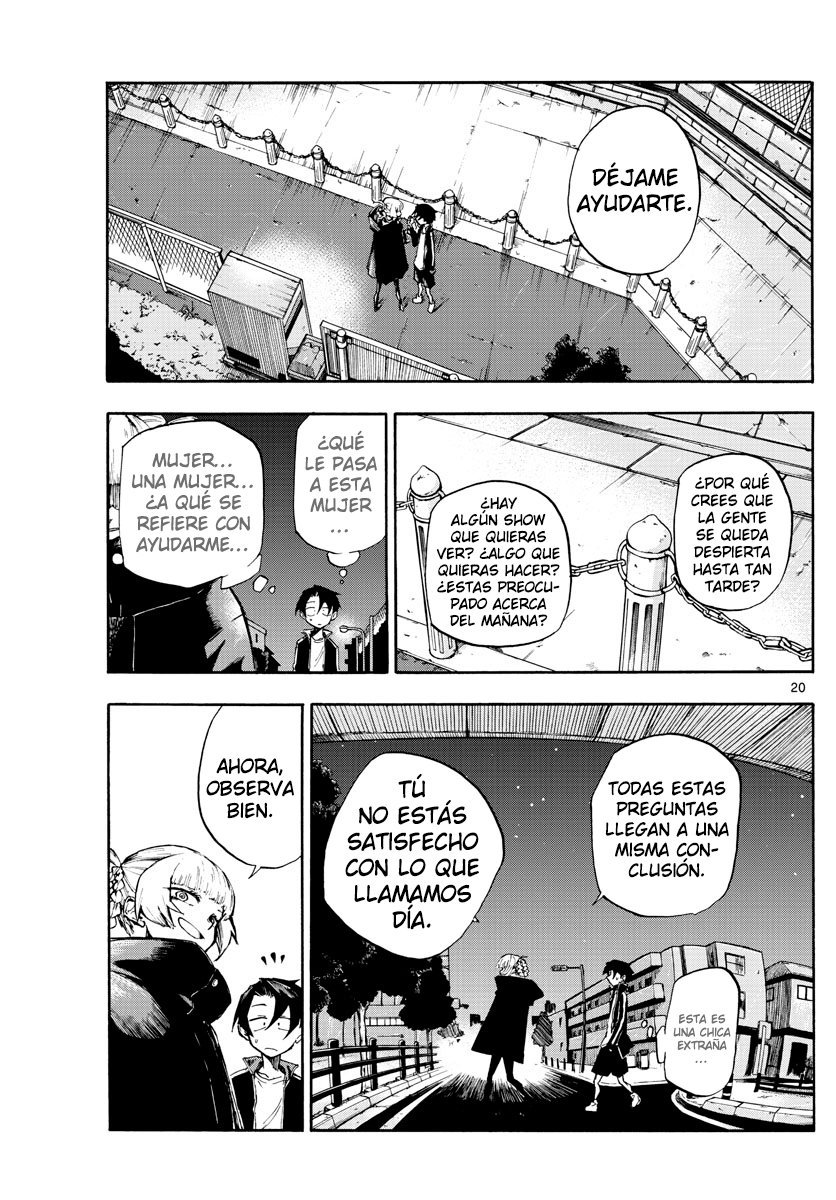 DÉJAME
AYUDARTE.
¿POR QUÉ
CREES QUE
LA GENTE
SE QUEDA
DESPIERTA
HASTA TAN
TARDE?
¿HAY
ALGÚN SHOW
QUE QUIERAS
VER? ¿ALGO QUE
QUIERAS HACER?
¿ESTAS PREOCU-
PADO ACERCA
DEL MAÑANA?
¿QUÉ
LE PASA
A ESTA
MUJER
...
MUJER...
UNA MUJER...
¿A QUÉ SE
REFIERE CON
AYUDARME...
20
TODAS ESTAS
PREGUNTAS
LLEGAN A UNA
MISMA CON-
CLUSIÓN.
TÚ
NO ESTÁS
SATISFECHO
CON LO QUE
LLAMAMOS
DÍA.
ESTA ES
UNA CHICA
EXTRAÑA
...
AHORA,
OBSERVA
BIEN.